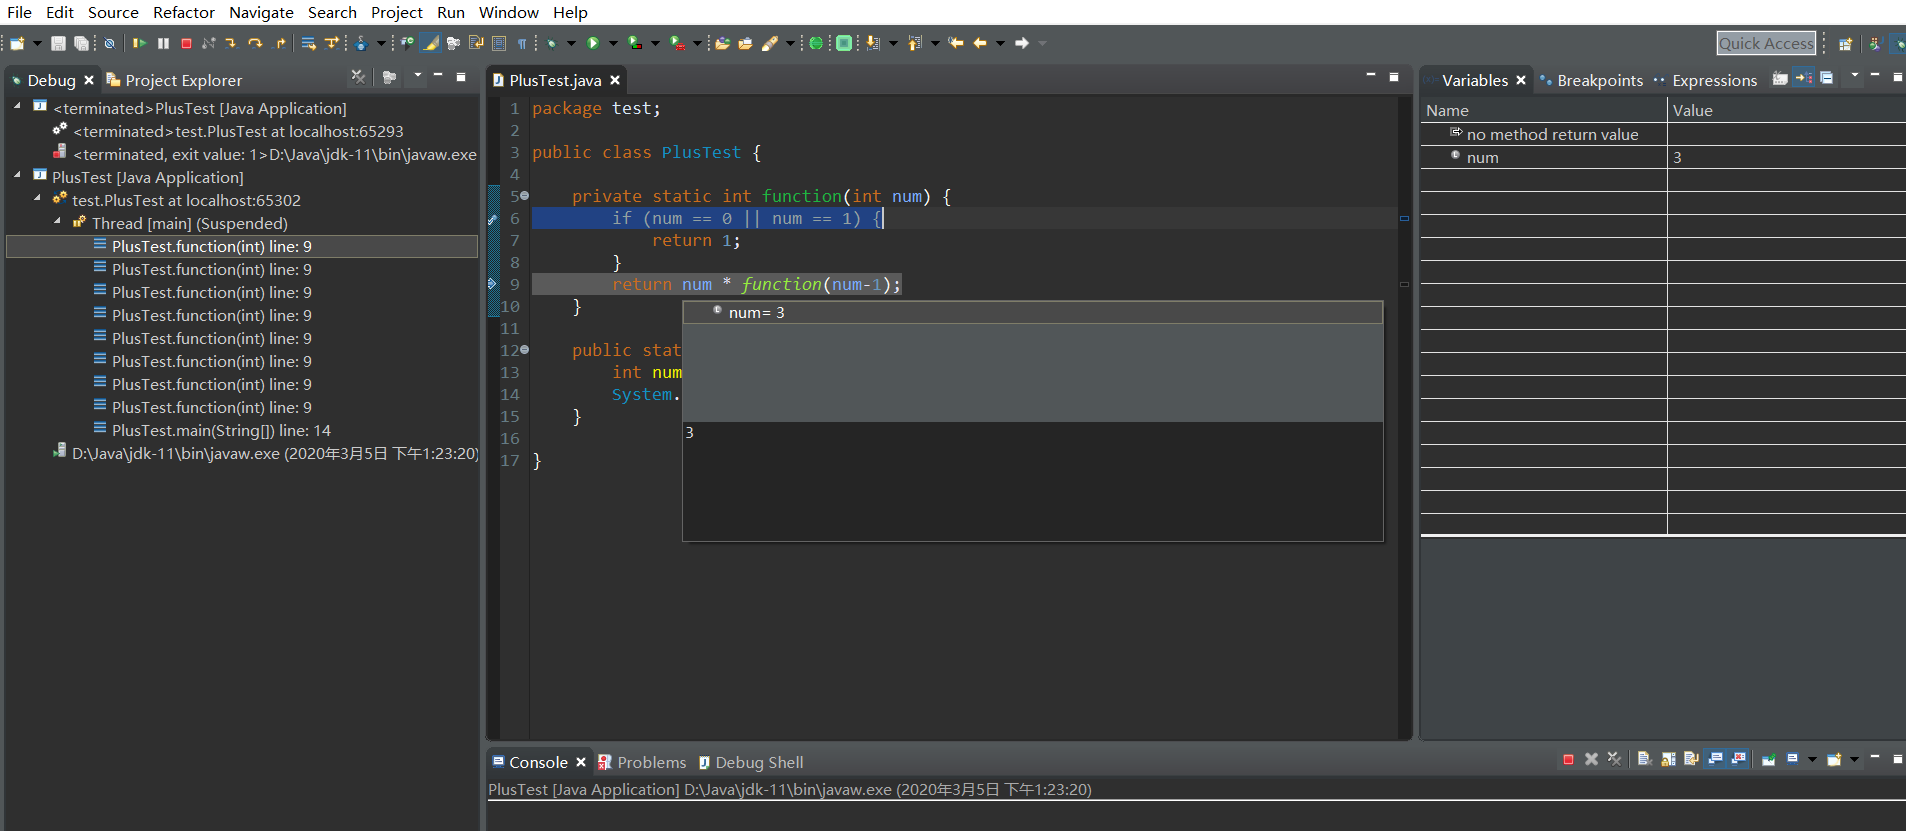 File Edit Source Refactor Navigate Search Project Run Window Help
Quick Access
Debug Project Explorer
<terminated>PlusTest [Java Application]
<terminated>test.PlusTest at localhost:65293
<terminated, exit value: 1>D:\Java\jdk-11\bin\javaw.exe
PlusTest [Java Application]
test.PlusTest at localhost:65302
Thread [main] (Suspended)
PlusTest.function(int) line: 9
PlusTest.function(int) line: 9
PlusTest.function(int) line: 9
PlusTest.function(int) line: 9
PlusTest.function(int) line: 9
PlusTest.function(int) line: 9
PlusTest.function(int) line: 9
PlusTest.function(int) line: 9
PlusTest.main(String[]) line: 14
D:\Java\jdk-11\bin\javaw.exe (2020年3月5日 下午1:23:20)
PlusTest.java
1 package test;
2
3 public class PlusTest {
4
5 private static int function(int num) {
6 if (num == 0 || num == 1) {
7 return 1;
8 }
9 return num * function(num-1);
10 }
11
12 public stat
13 int num
14 System.
15 }
16
17 }
num= 3
3
Variables Breakpoints Expressions
Name Value
no method return value
num 3
Console Problems Debug Shell
PlusTest [Java Application] D:\Java\jdk-11\bin\javaw.exe (2020年3月5日 下午1:23:20)